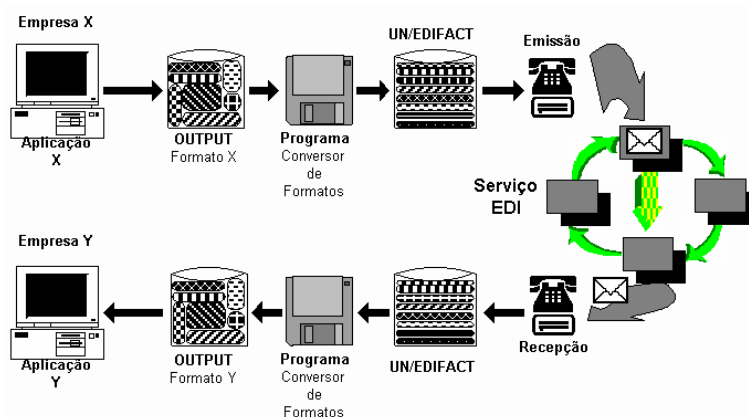 Empresa X
UN/EDIFACT
Emissão
Aplicação
X
OUTPUT
Formato X
Programa
Conversor
de
Formatos
Serviço
EDI
Empresa Y
Aplicação
Y
OUTPUT
Formato Y
Programa
Conversor
de
Formatos
UN/EDIFACT
Recepção